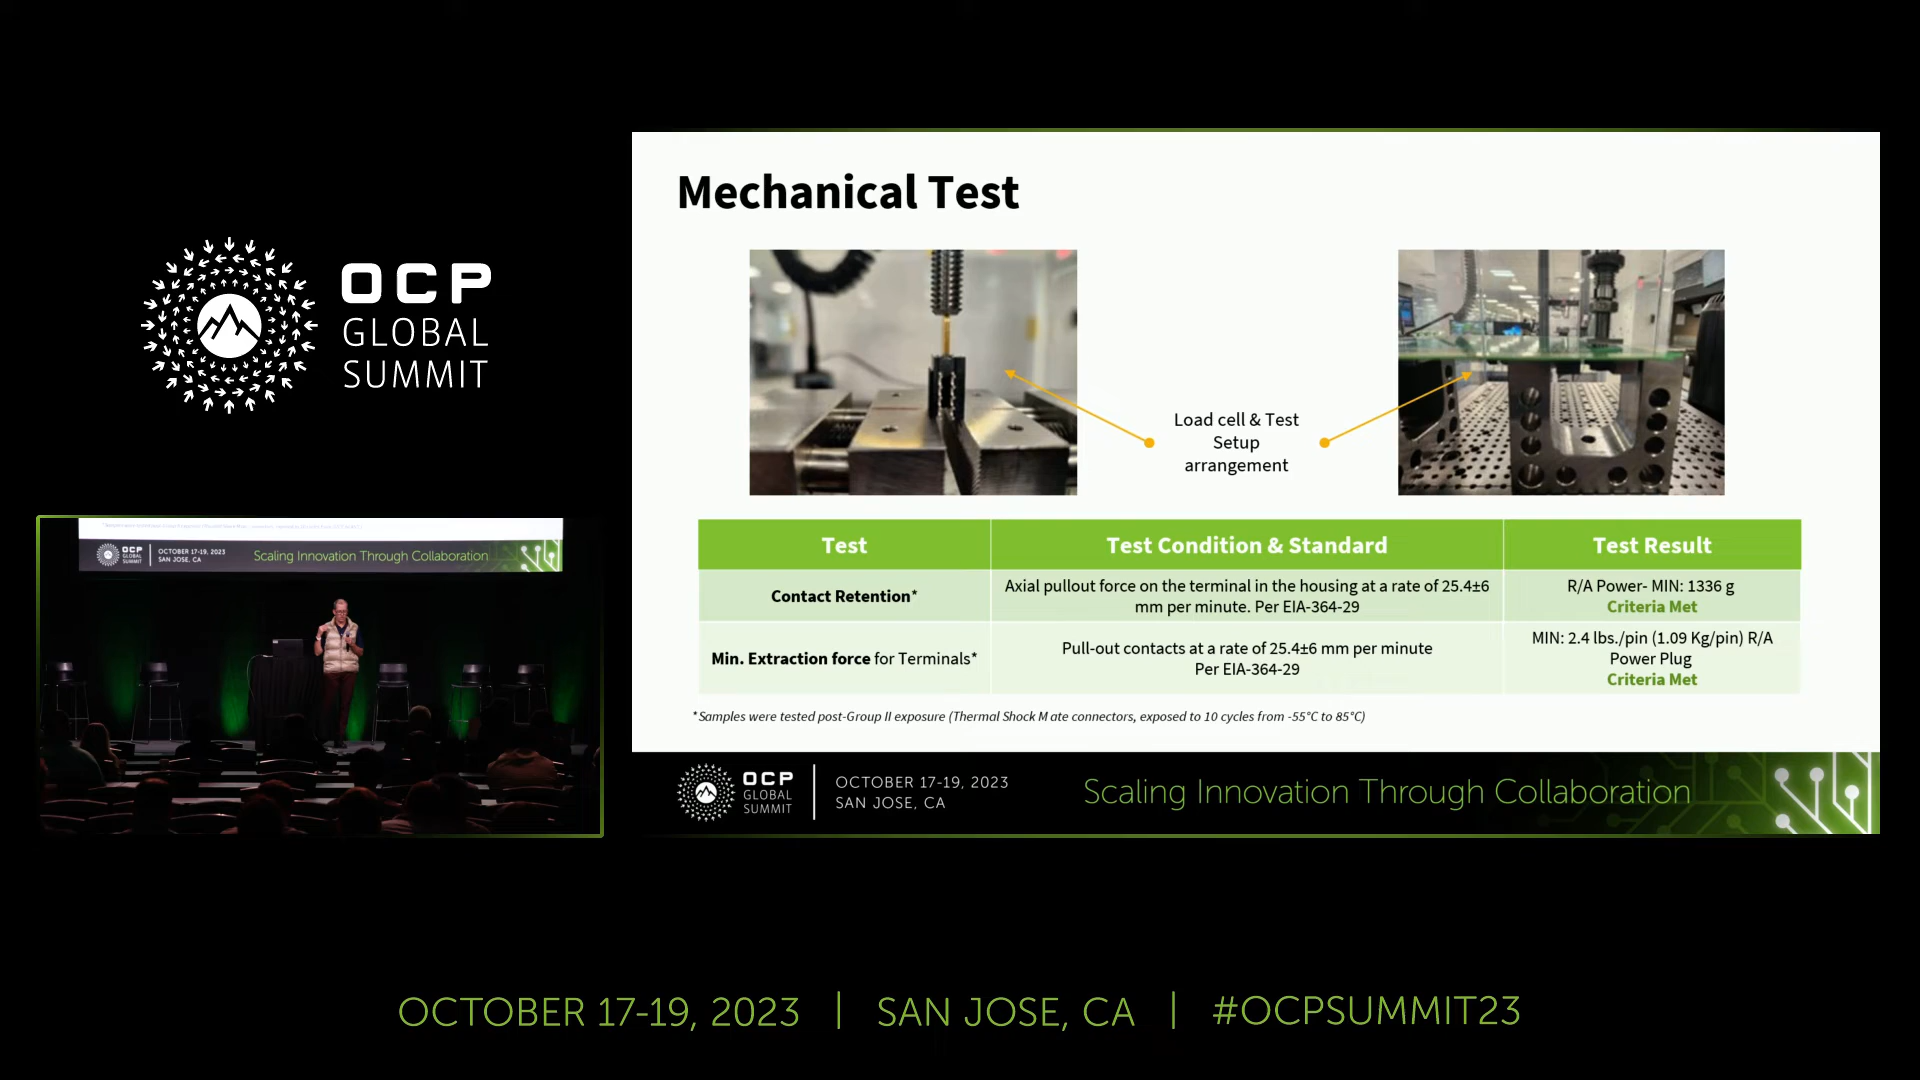 OCP
GLOBAL
SUMMIT
OCP
GLOBAL
SUMMIT
OCTOBER 17-19, 2023
SAN JOSE, CA
Scaling Innovation Through Collaboration
Mechanical Test
Load cell & Test
Setup
arrangement
Test
Test Condition & Standard
Test Result
Contact Retention*
Axial pullout force on the terminal in the housing at a rate of 25.4±6
mm per minute. Per EIA-364-29
R/A Power- MIN: 1336 g
Criteria Met
Min. Extraction force for Terminals*
Pull-out contacts at a rate of 25.4±6 mm per minute
Per EIA-364-29
MIN: 2.4 lbs./pin (1.09 Kg/pin) R/A
Power Plug
Criteria Met
*Samples were tested post-Group II exposure (Thermal Shock Mate connectors, exposed to 10 cycles from -55°C to 85°C)
OCP
GLOBAL
SUMMIT
OCTOBER 17-19, 2023
SAN JOSE, CA
Scaling Innovation Through Collaboration
OCTOBER 17-19, 2023 | SAN JOSE, CA | #OCPSUMMIT23